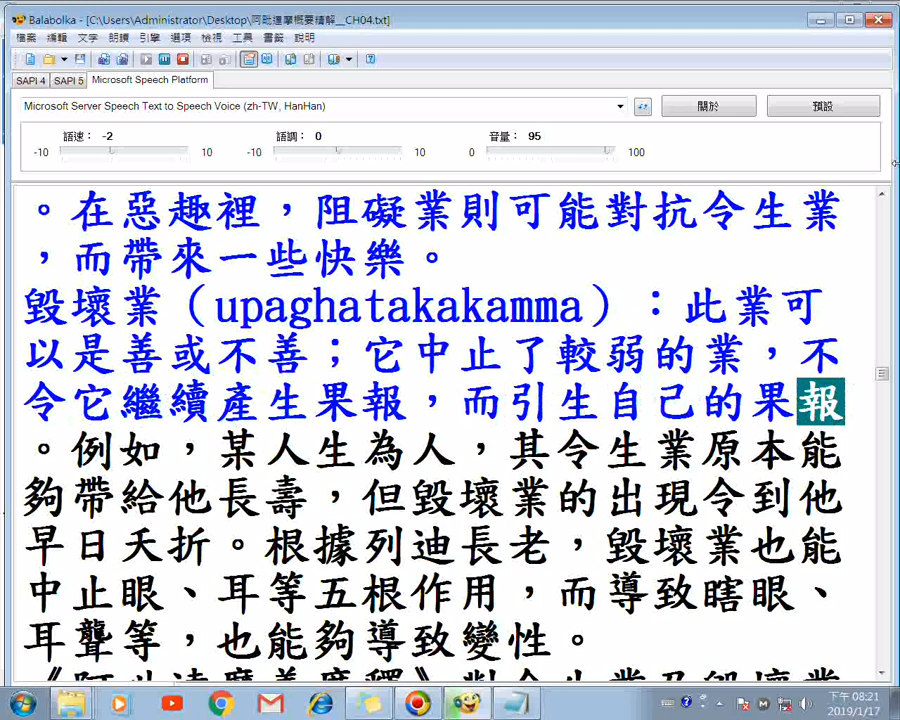 Balabolka - [C:\Users\Administrator\Desktop\阿毗達摩概要精解__CH04.txt]
檔案 編輯 文字 朗讀 引擎 選項 檢視 工具 書籤 說明
SAPI 4 SAPI 5 Microsoft Speech Platform
Microsoft Server Speech Text to Speech Voice (zh-TW, HanHan) 關於 預設
語速： -2 語調： 0 音量： 95
-10 10 -10 10 0 100
。在惡趣裡，阻礙業則可能對抗令生業
，而帶來一些快樂。
毀壞業（upaghatakakamma）：此業可
以是善或不善；它中止了較弱的業，不
令它繼續產生果報，而引生自己的果報
。例如，某人生為人，其令生業原本能
夠帶給他長壽，但毀壞業的出現令到他
早日夭折。根據列迪長老，毀壞業也能
中止眼、耳等五根作用，而導致瞎眼、
耳聾等，也能夠導致變性。
下午 08:21
2019/1/17